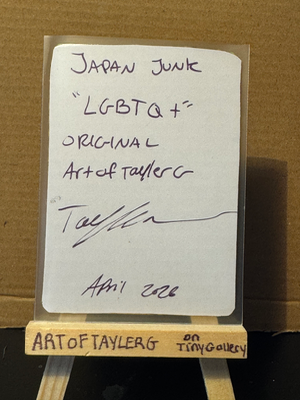 JAPAN JUNK
"LGBTQ+"
ORIGINAL
Art of TaylerG
April 2026
ARTOFTAYLERG on TinyGallery